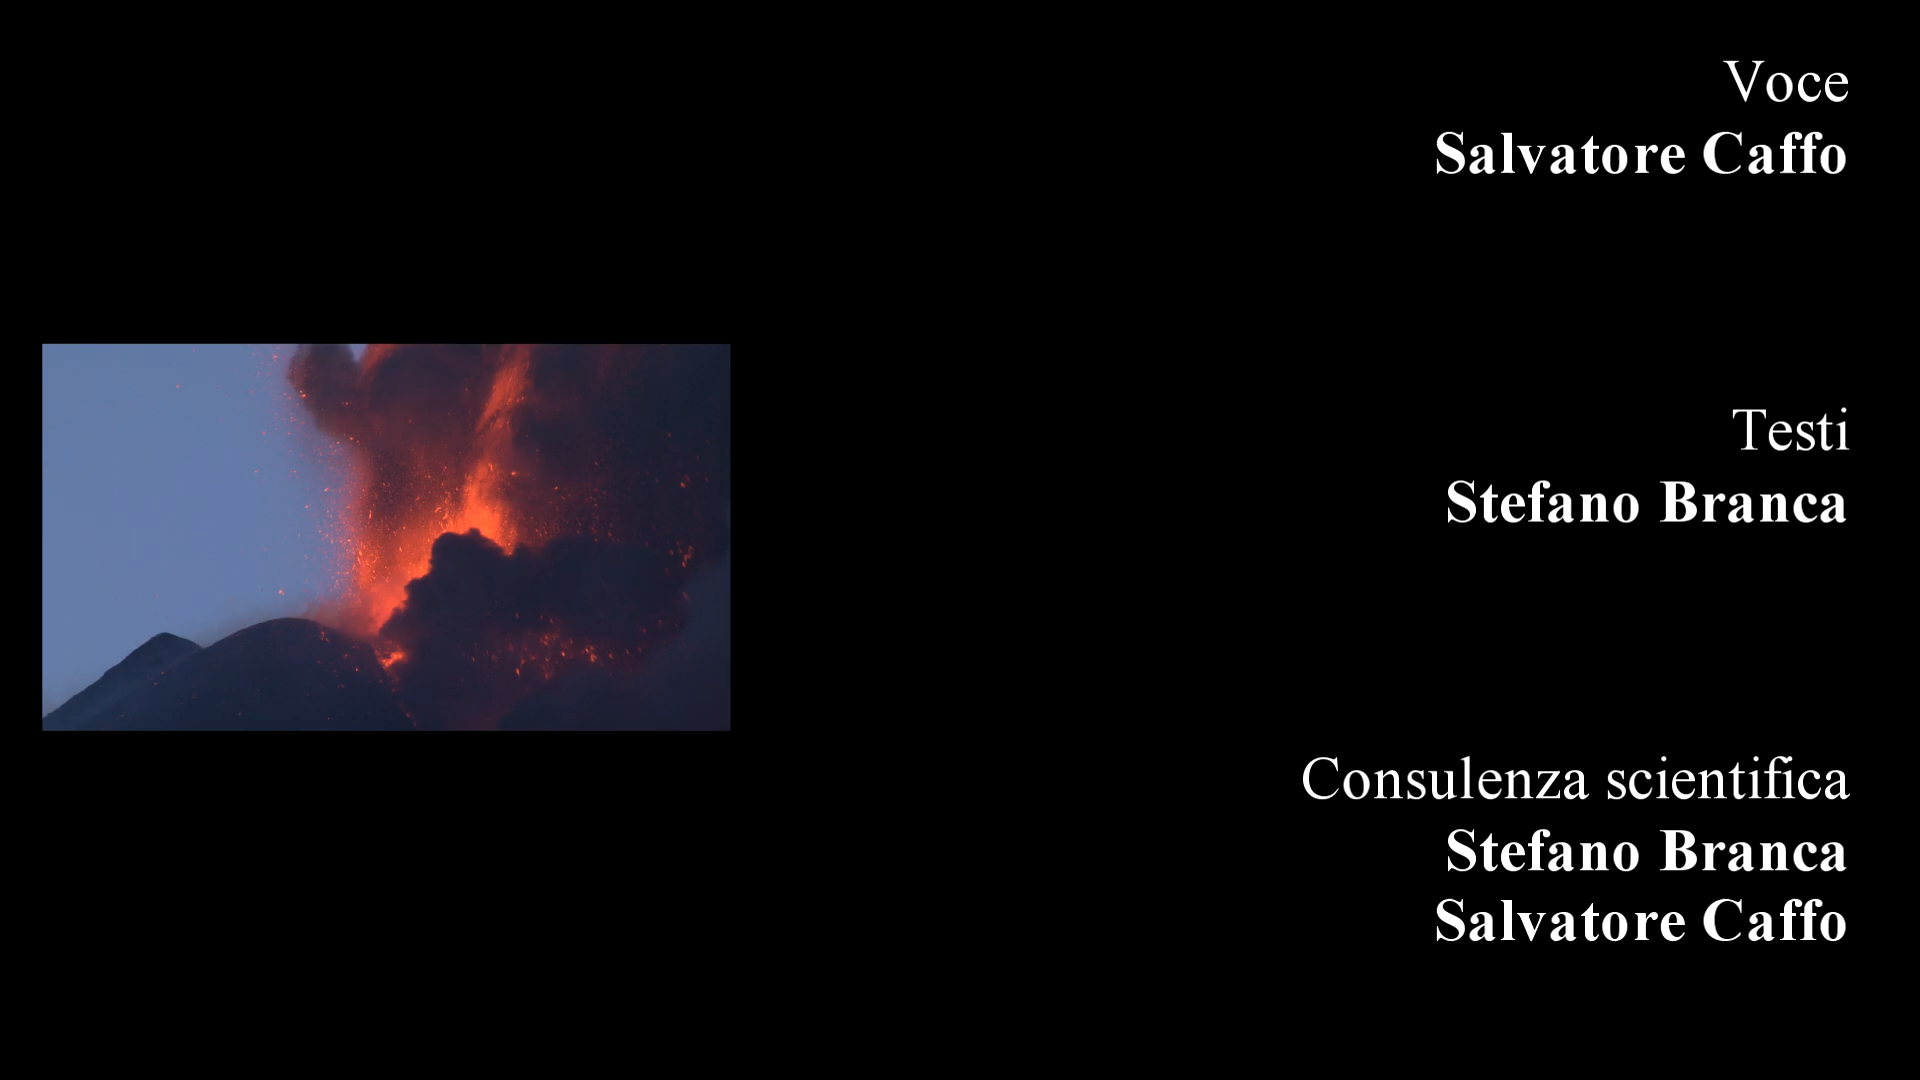 Voce
Salvatore Caffo
Testi
Stefano Branca
Consulenza scientifica
Stefano Branca
Salvatore Caffo